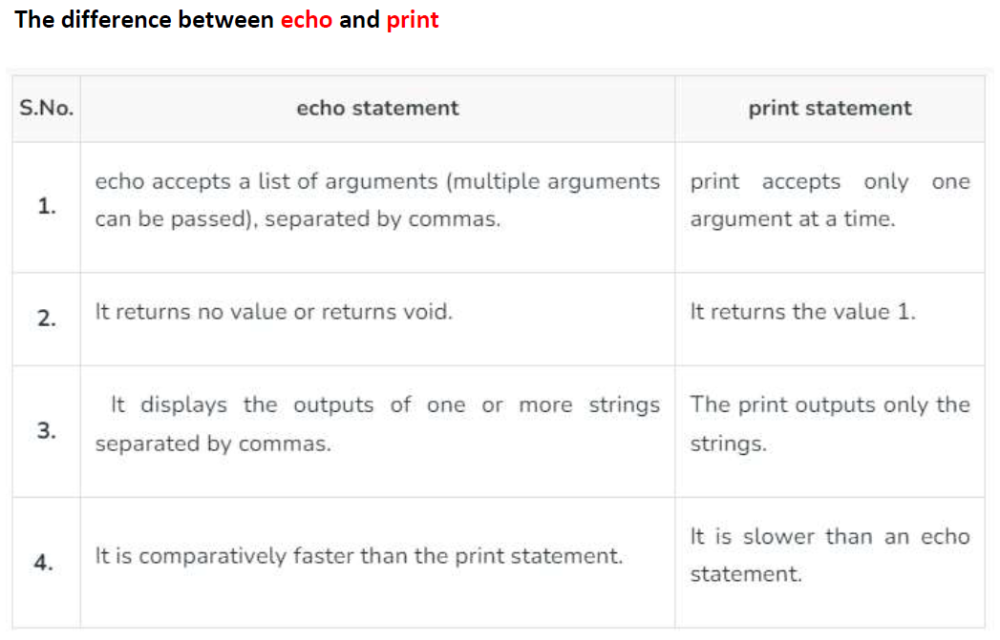 The difference between echo and print
S.No.
echo statement
print statement
1.
echo accepts a list of arguments (multiple arguments
can be passed), separated by commas.
print accepts only one
argument at a time.
2.
It returns no value or returns void.
It returns the value 1.
3.
It displays the outputs of one or more strings
separated by commas.
The print outputs only the
strings.
4.
It is comparatively faster than the print statement.
It is slower than an echo
statement.